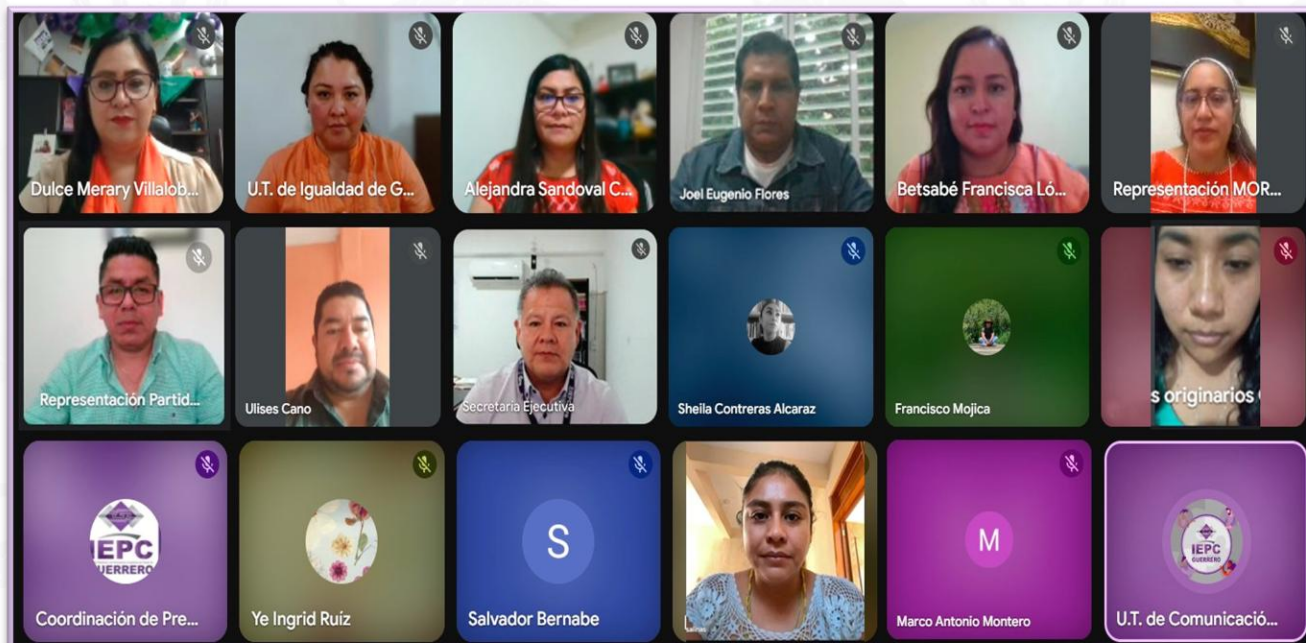 Dulce Merary Villalob...
U.T. de Igualdad de G...
Alejandra Sandoval C...
Joel Eugenio Flores
Betsabé Francisca Ló...
Representación MOR...
Representación Partid...
Ulises Cano
Secretaria Ejecutiva
Sheila Contreras Alcaraz
Francisco Mojica
s originarios
IEPC
GUERRERO
Coordinación de Pre...
Ye Ingrid Ruíz
S
Salvador Bernabe
M
Marco Antonio Montero
IEPC
GUERRERO
U.T. de Comunicació...